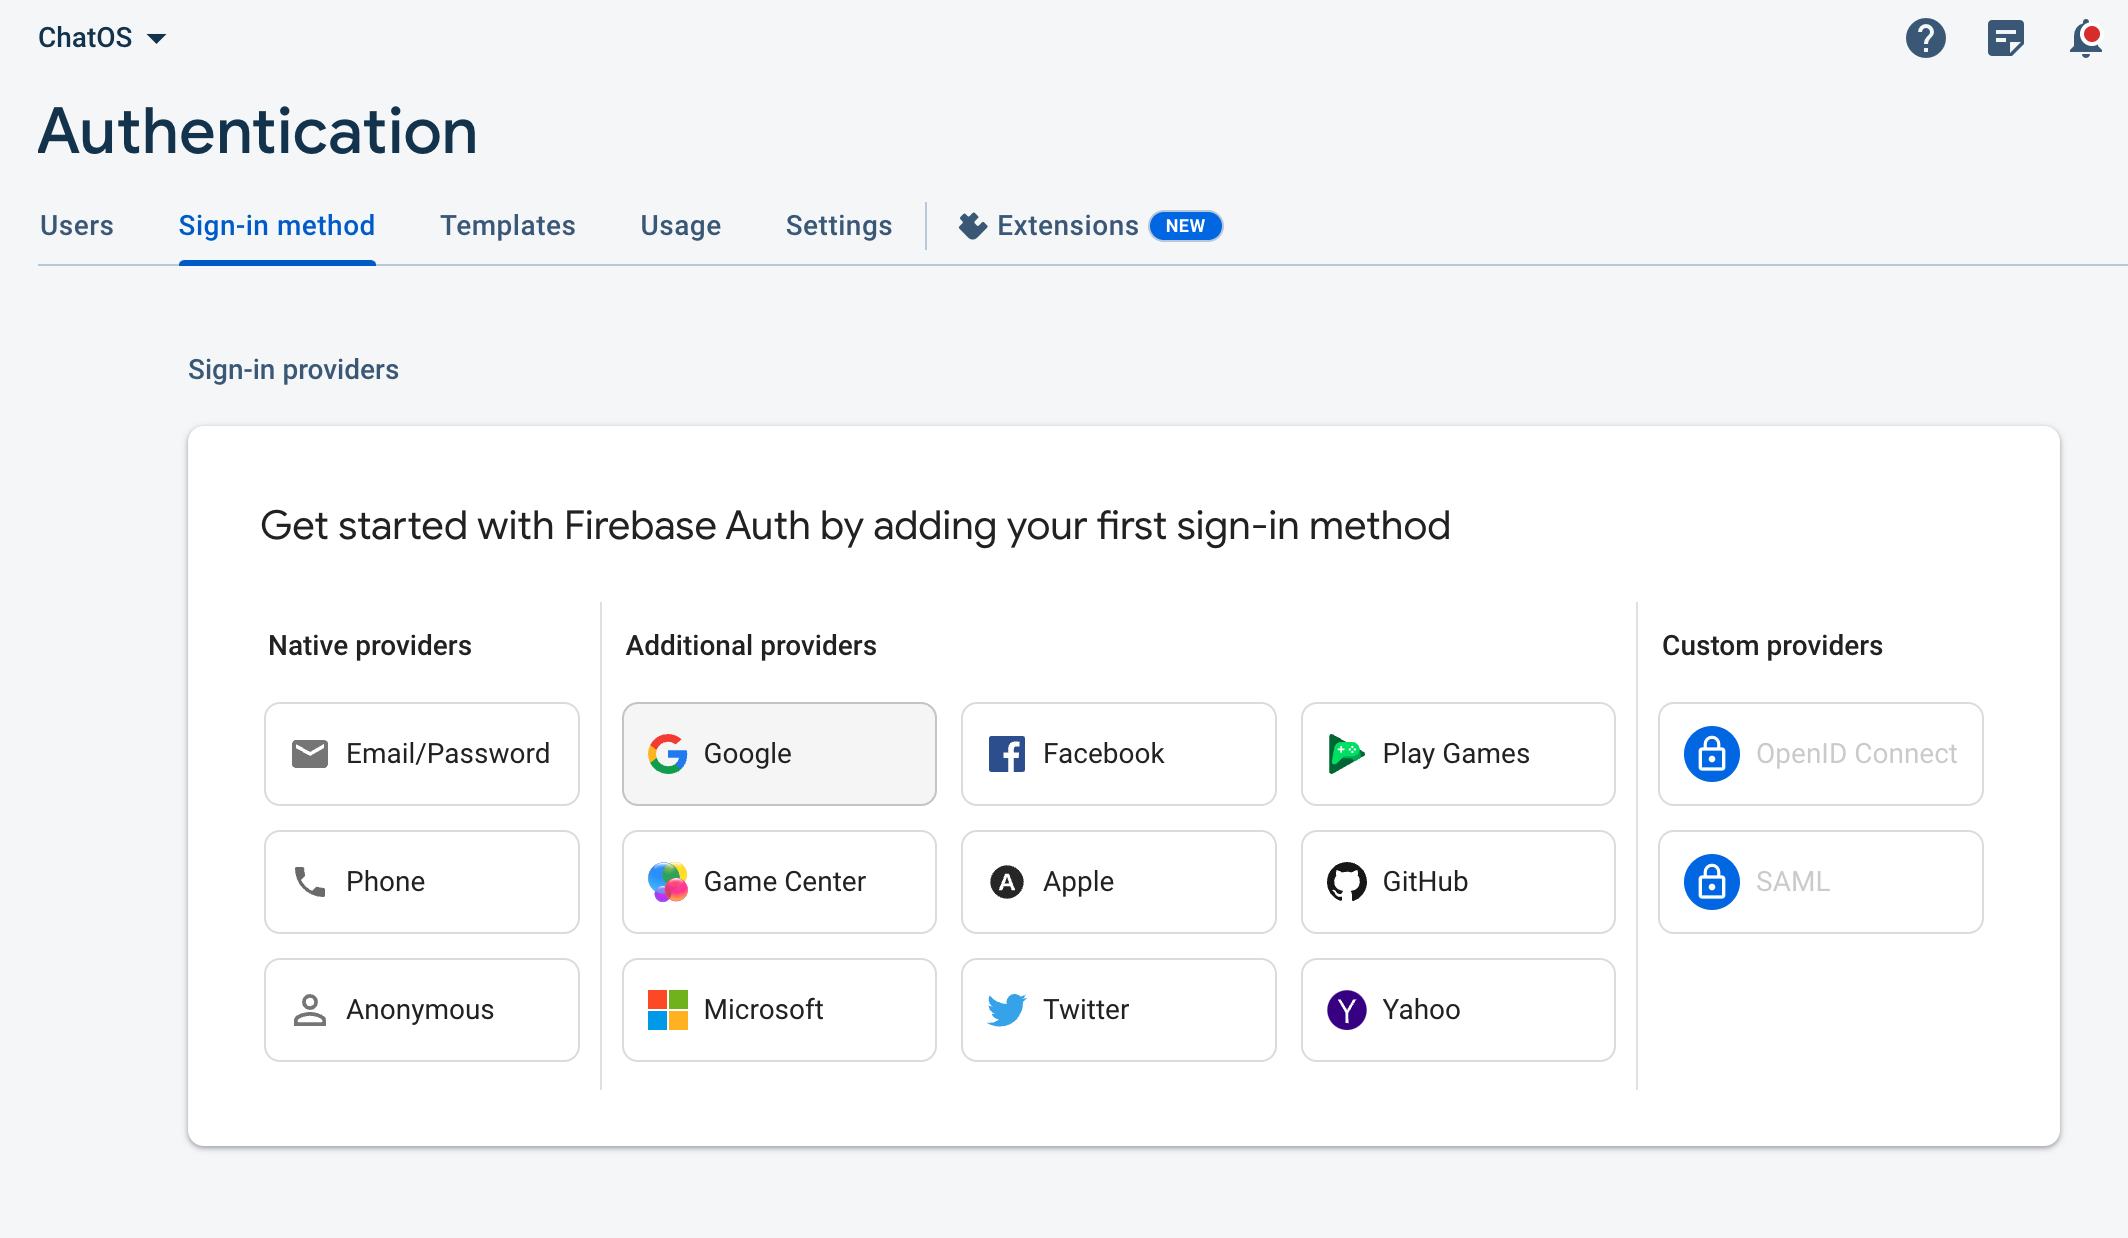 ChatOS
Authentication
Users Sign-in method Templates Usage Settings Extensions NEW
Sign-in providers
Get started with Firebase Auth by adding your first sign-in method
Native providers
Email/Password
Phone
Anonymous
Additional providers
Google Facebook Play Games
Game Center Apple GitHub
Microsoft Twitter Yahoo
Custom providers
OpenID Connect
SAML